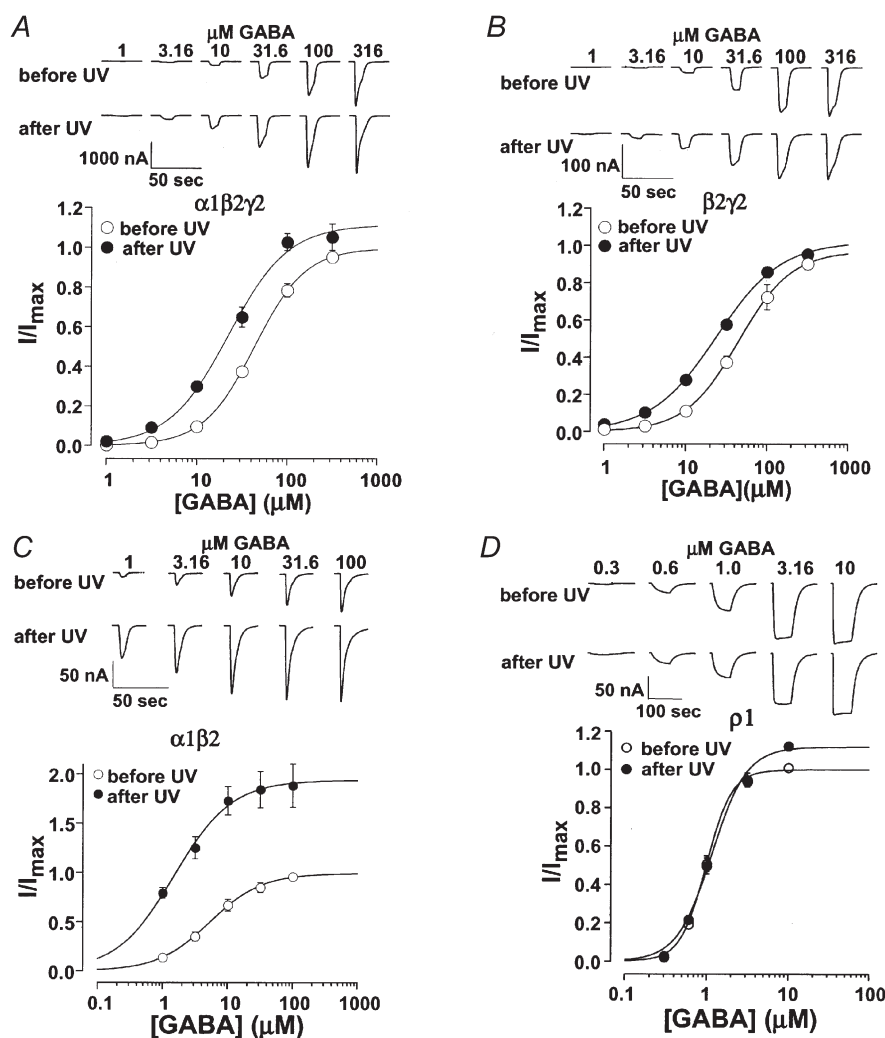 A
μM GABA
1 3.16 10 31.6 100 316
before UV
after UV
1000 nA
50 sec
α1β2γ2
before UV
after UV
I/Imax
1.2
1.0
0.8
0.6
0.4
0.2
0.0
1 10 100 1000
[GABA] (μM)
B
μM GABA
1 3.16 10 31.6 100 316
before UV
after UV
100 nA
50 sec
β2γ2
before UV
after UV
I/Imax
1.2
1.0
0.8
0.6
0.4
0.2
0.0
1 10 100 1000
[GABA](μM)
C
μM GABA
1 3.16 10 31.6 100
before UV
after UV
50 nA
50 sec
α1β2
before UV
after UV
I/Imax
2.0
1.5
1.0
0.5
0.0
0.1 1 10 100 1000
[GABA] (μM)
D
μM GABA
0.3 0.6 1.0 3.16 10
before UV
after UV
50 nA
100 sec
ρ1
before UV
after UV
I/Imax
1.2
1.0
0.8
0.6
0.4
0.2
0.0
0.1 1 10 100
[GABA] (μM)